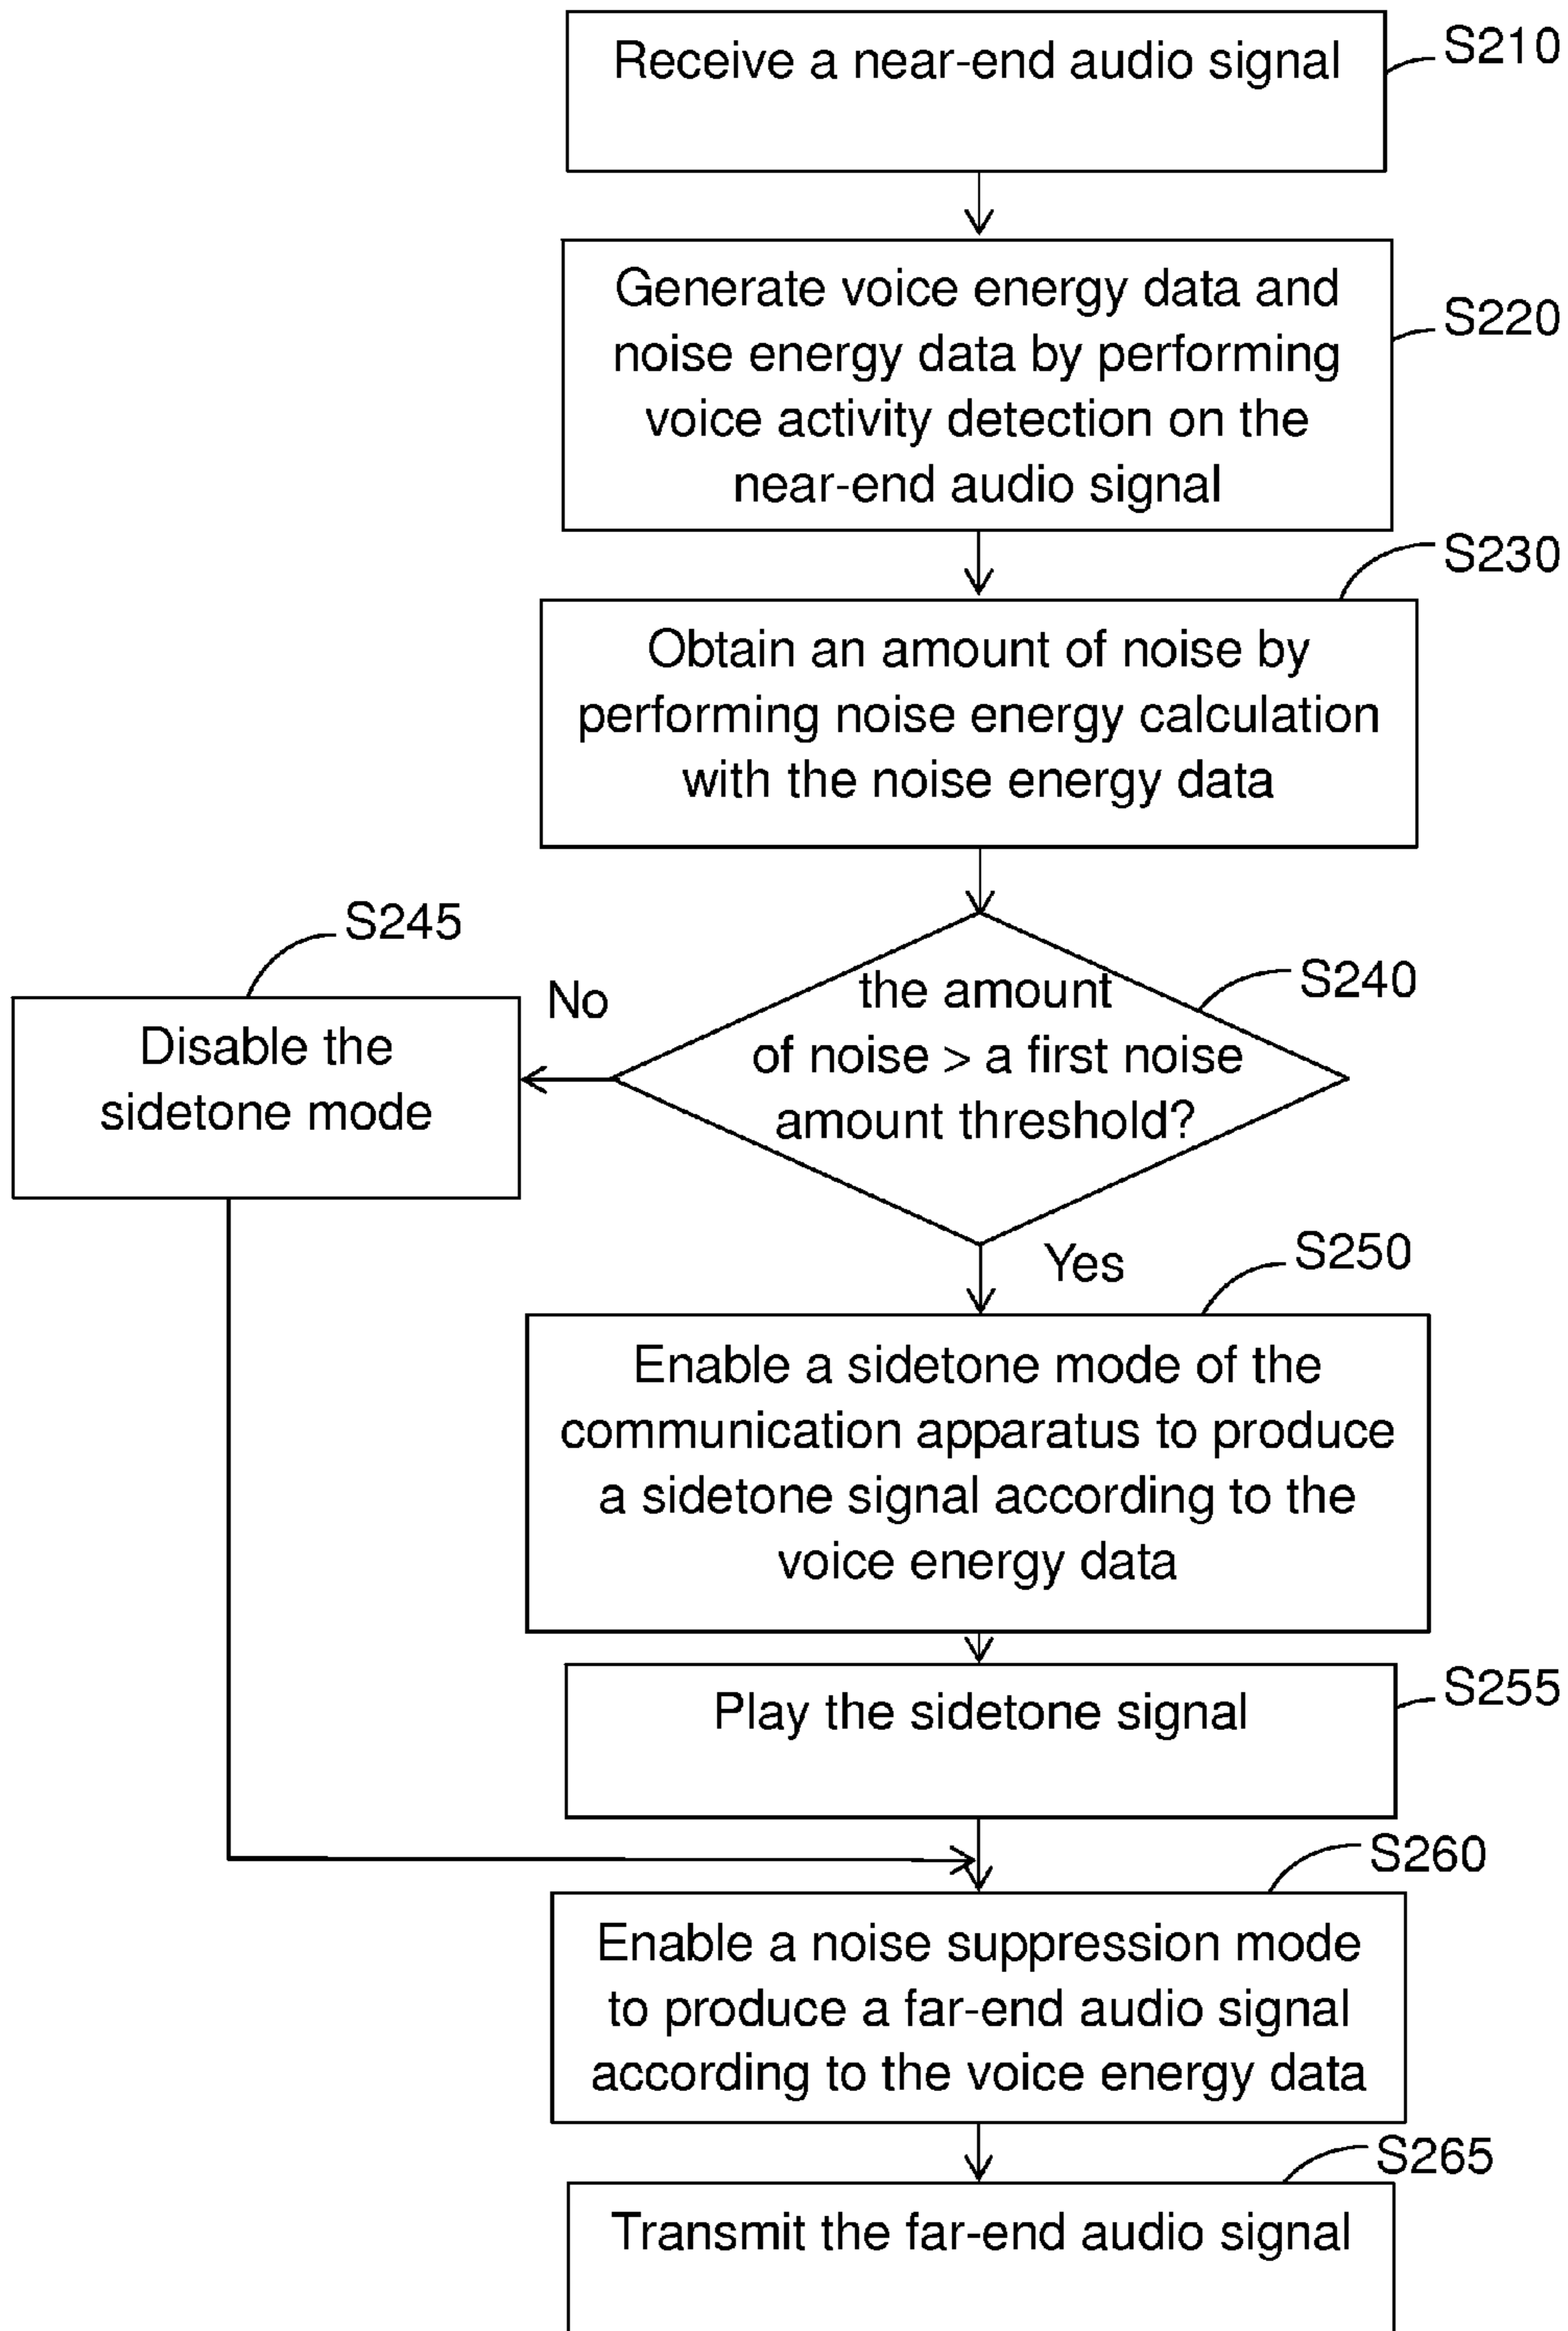 Receive a near-end audio signal
S210
Generate voice energy data and
noise energy data by performing
voice activity detection on the
near-end audio signal
S220
S230
Obtain an amount of noise by
performing noise energy calculation
with the noise energy data
S245
Disable the
sidetone mode
No
the amount
of noise > a first noise
amount threshold?
S240
Yes
S250
Enable a sidetone mode of the
communication apparatus to produce
a sidetone signal according to the
voice energy data
Play the sidetone signal
S255
S260
Enable a noise suppression mode
to produce a far-end audio signal
according to the voice energy data
S265
Transmit the far-end audio signal